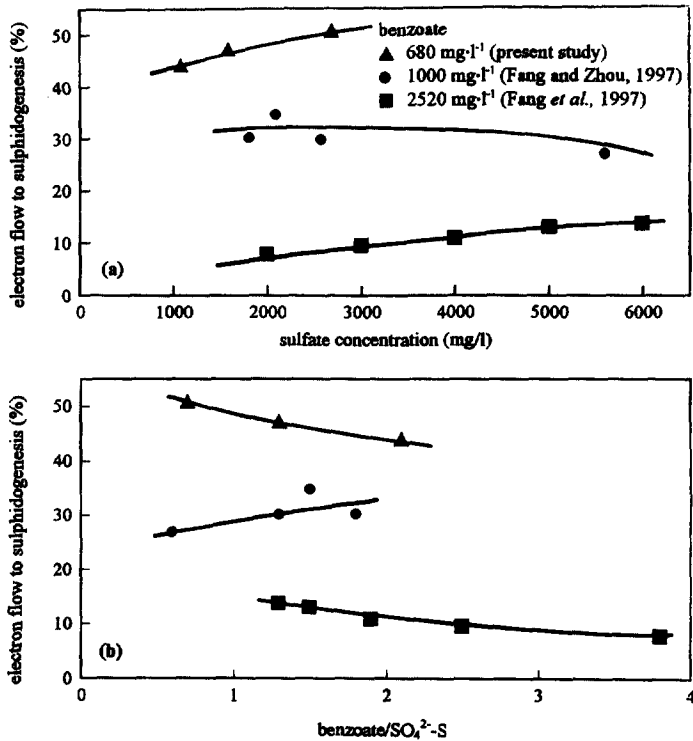 electron flow to sulphidogenesis (%)
50
40
30
20
10
0
benzoate
680 mg·l⁻¹ (present study)
1000 mg·l⁻¹ (Fang and Zhou, 1997)
2520 mg·l⁻¹ (Fang et al., 1997)
(a)
0 1000 2000 3000 4000 5000 6000
sulfate concentration (mg/l)
electron flow to sulphidogenesis (%)
50
40
30
20
10
0
(b)
0 1 2 3 4
benzoate/SO₄²⁻-S